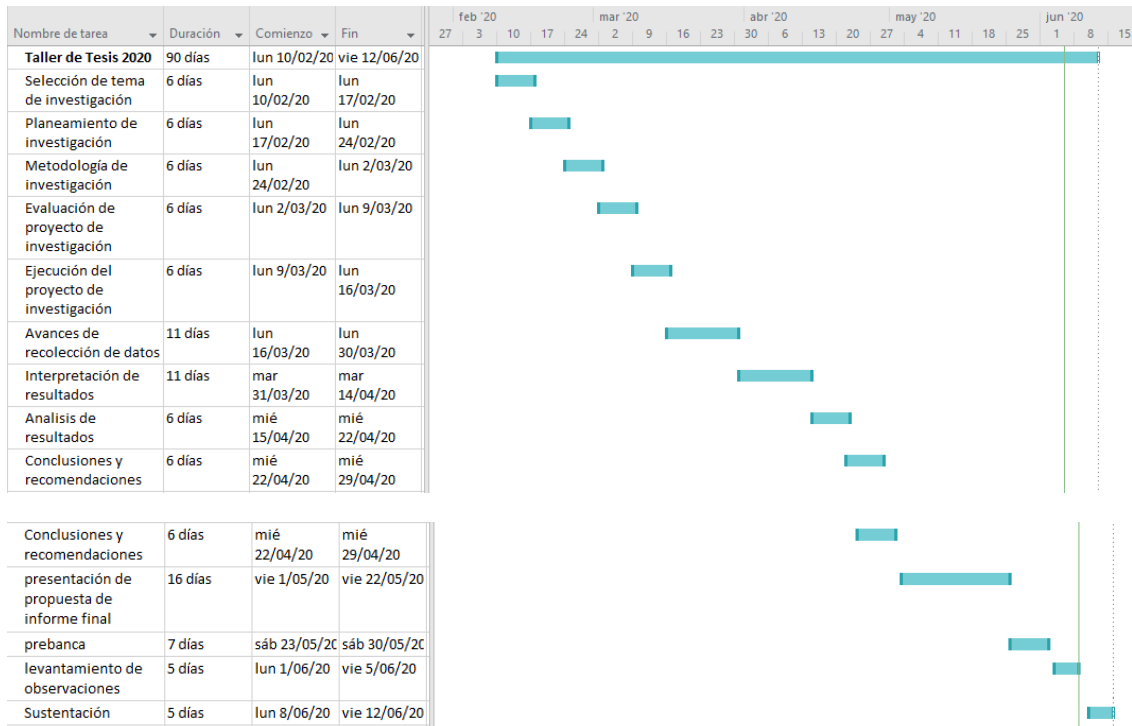 feb '20 mar '20 abr '20 may '20 jun '20
Nombre de tarea Duración Comienzo Fin 27 3 10 17 24 2 9 16 23 30 6 13 20 27 4 11 18 25 1 8 15
Taller de Tesis 2020 90 días lun 10/02/20 vie 12/06/20
Selección de tema 6 días lun lun
de investigación 10/02/20 17/02/20
Planeamiento de 6 días lun lun
investigación 17/02/20 24/02/20
Metodología de 6 días lun lun 2/03/20
investigación 24/02/20
Evaluación de 6 días lun 2/03/20 lun 9/03/20
proyecto de
investigación
Ejecución del 6 días lun 9/03/20 lun
proyecto de 16/03/20
investigación
Avances de 11 días lun lun
recolección de datos 16/03/20 30/03/20
Interpretación de 11 días mar mar
resultados 31/03/20 14/04/20
Analisis de 6 días mié mié
resultados 15/04/20 22/04/20
Conclusiones y 6 días mié mié
recomendaciones 22/04/20 29/04/20
Conclusiones y 6 días mié mié
recomendaciones 22/04/20 29/04/20
presentación de 16 días vie 1/05/20 vie 22/05/20
propuesta de
informe final
prebanca 7 días sáb 23/05/20 sáb 30/05/20
levantamiento de 5 días lun 1/06/20 vie 5/06/20
observaciones
Sustentación 5 días lun 8/06/20 vie 12/06/20